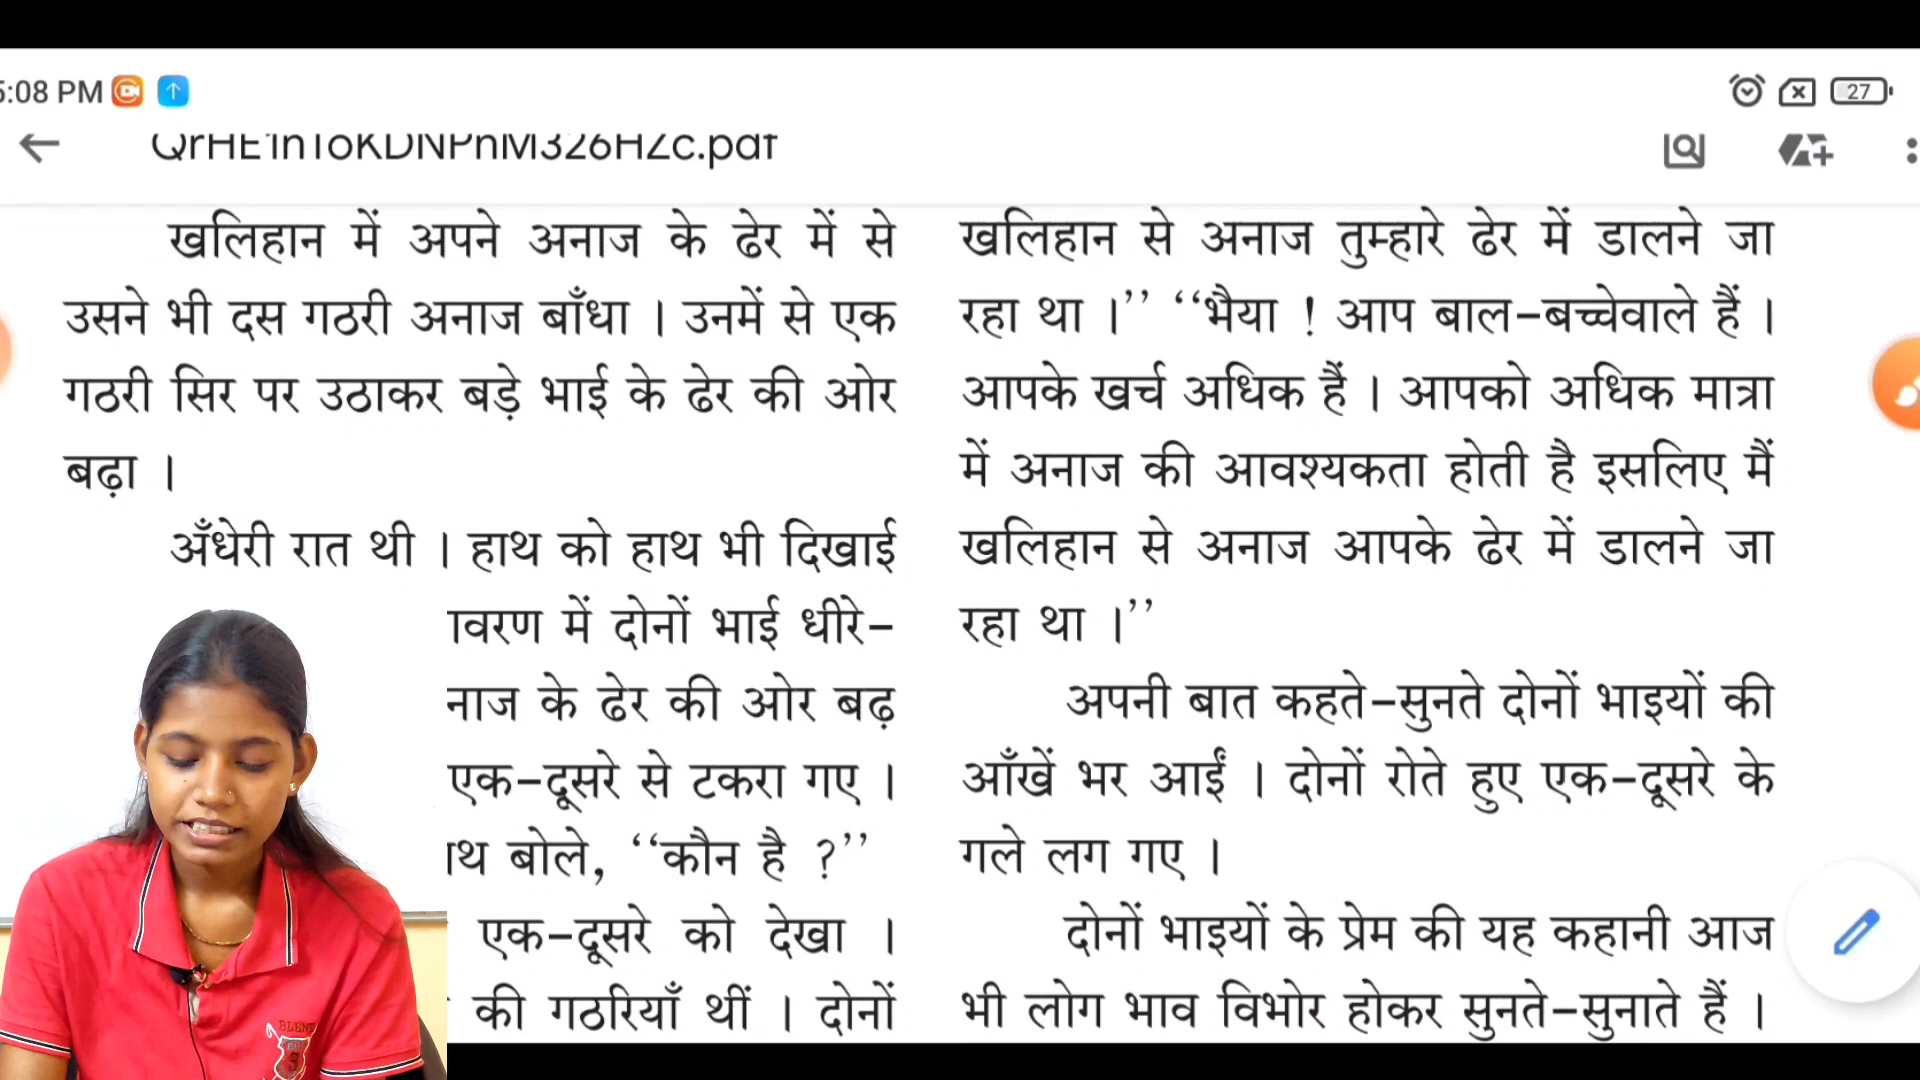 5:08 PM
27
QrHE1nToKDNPnM326HZc.pdf
खलिहान में अपने अनाज के ढेर में से
उसने भी दस गठरी अनाज बाँधा । उनमें से एक
गठरी सिर पर उठाकर बड़े भाई के ढेर की ओर
बढ़ा ।
अँधेरी रात थी । हाथ को हाथ भी दिखाई
में दोनों भाई धीरे-
के ढेर की ओर बढ़
एक-दूसरे से टकरा गए ।
बोले, ‘‘कौन है ?’’
एक-दूसरे को देखा ।
की गठरियाँ थीं । दोनों
खलिहान से अनाज तुम्हारे ढेर में डालने जा
रहा था ।’’ ‘‘भैया ! आप बाल-बच्चेवाले हैं ।
आपके खर्च अधिक हैं । आपको अधिक मात्रा
में अनाज की आवश्यकता होती है इसलिए मैं
खलिहान से अनाज आपके ढेर में डालने जा
रहा था ।’’
अपनी बात कहते-सुनते दोनों भाइयों की
आँखें भर आईं । दोनों रोते हुए एक-दूसरे के
गले लग गए ।
दोनों भाइयों के प्रेम की यह कहानी आज
भी लोग भाव विभोर होकर सुनते-सुनाते हैं ।